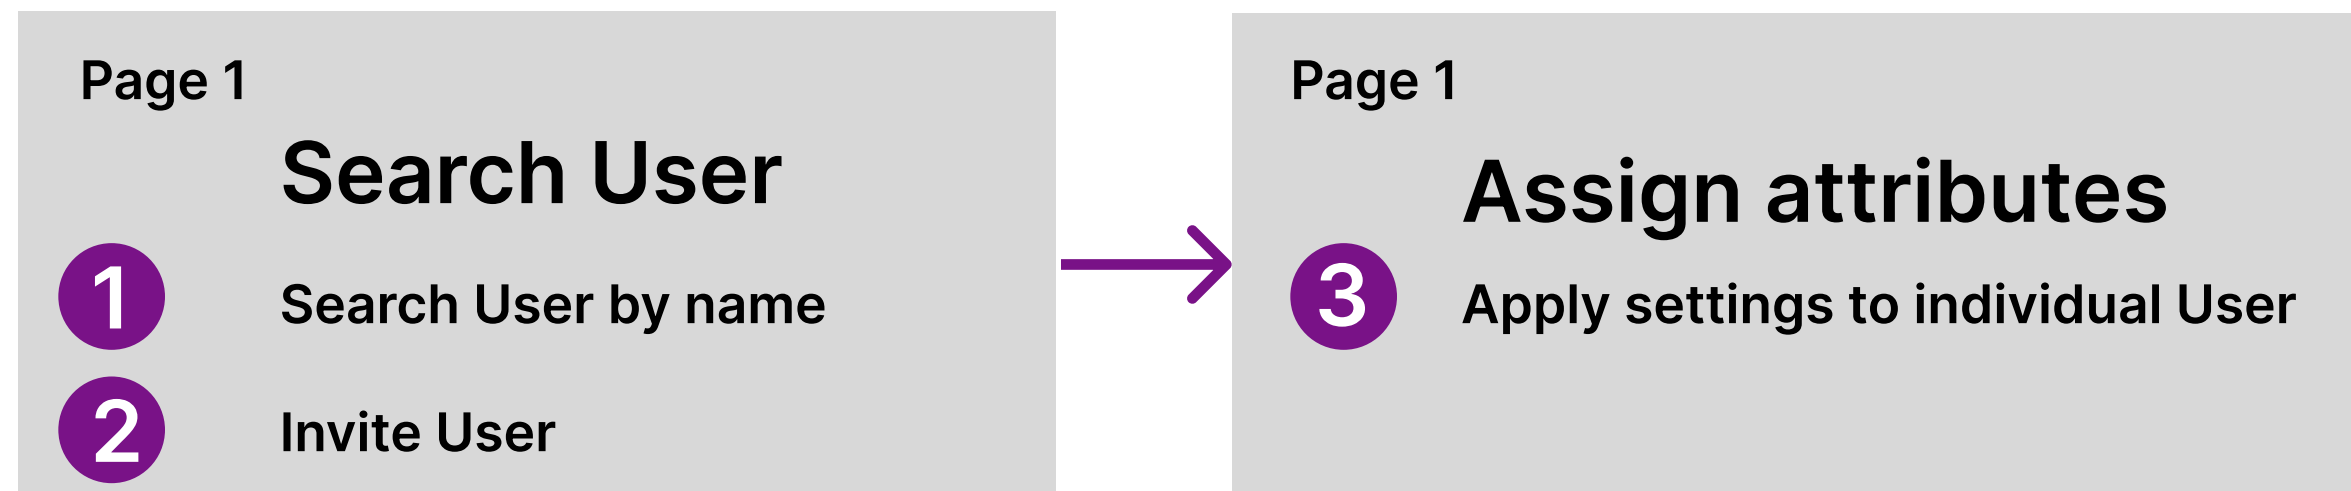 Page 1
Search User
1 Search User by name
2 Invite User
Page 1
Assign attributes
3 Apply settings to individual User